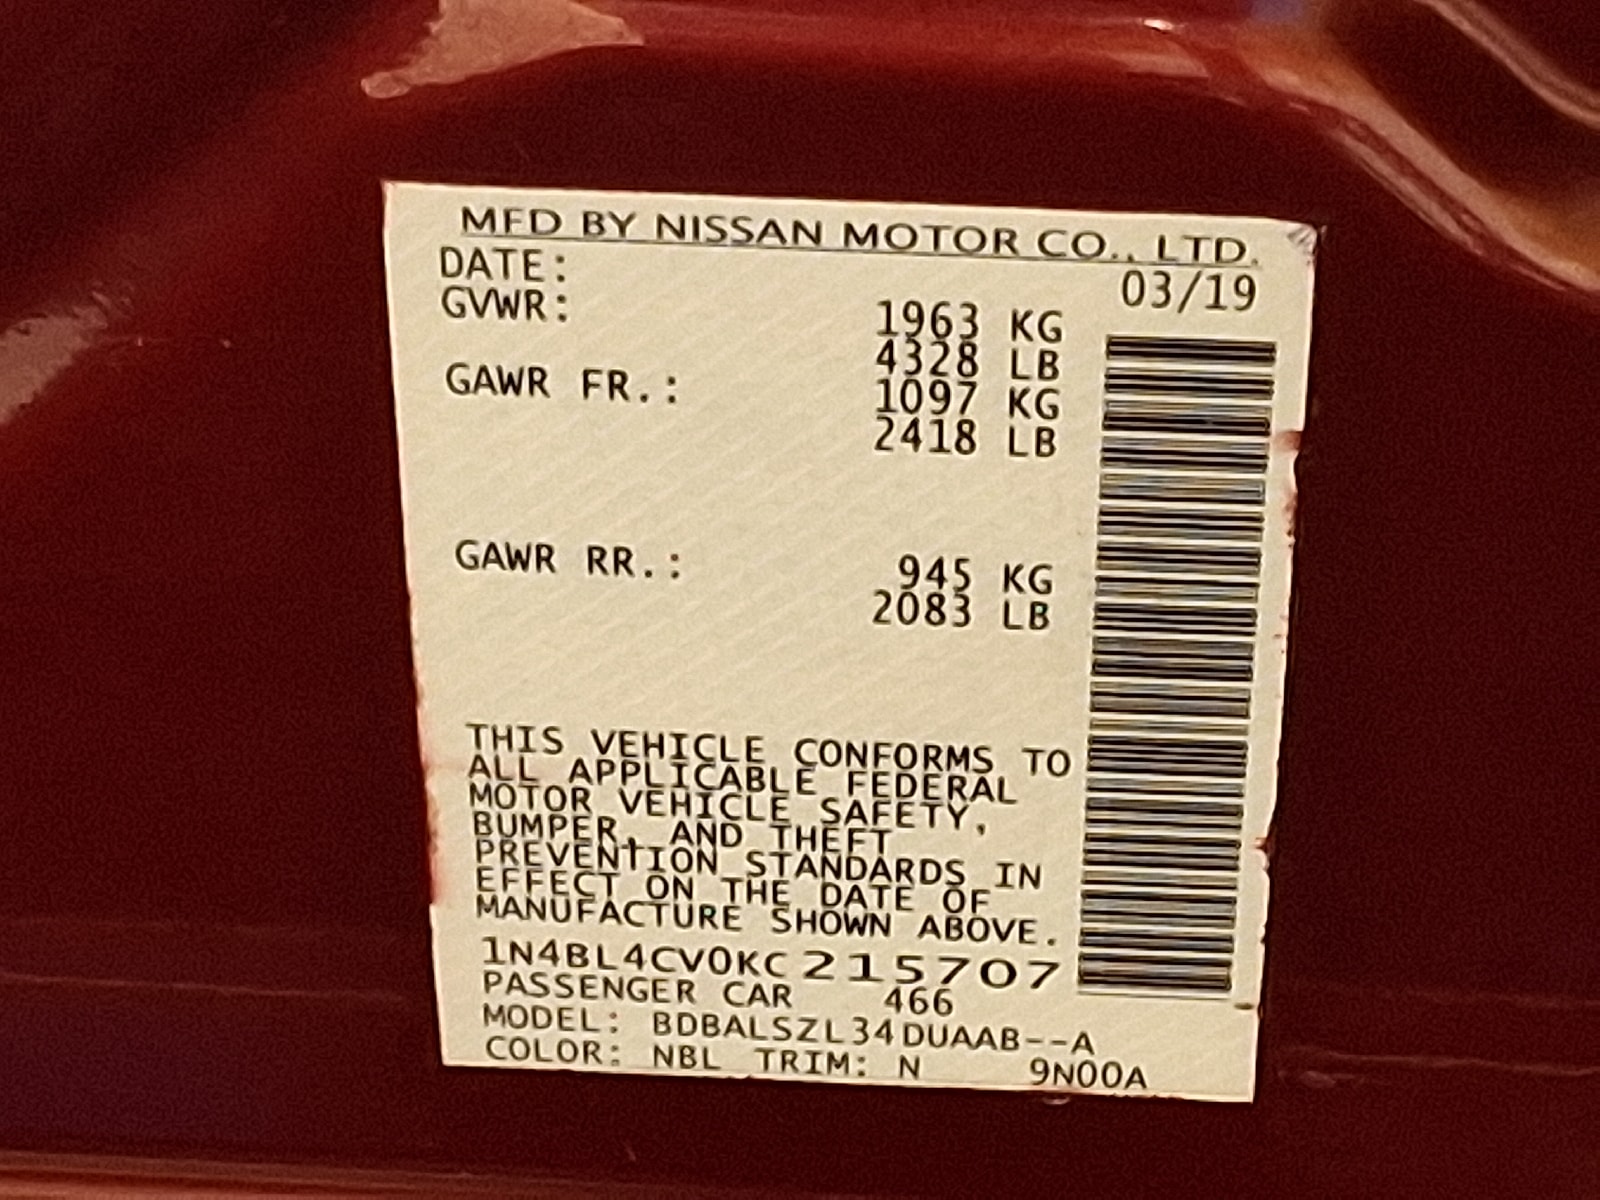 MFD BY NISSAN MOTOR CO., LTD.
DATE: 03/19
GVWR: 1963 KG
4328 LB
GAWR FR.: 1097 KG
2418 LB
GAWR RR.: 945 KG
2083 LB
THIS VEHICLE CONFORMS TO
ALL APPLICABLE FEDERAL
MOTOR VEHICLE SAFETY,
BUMPER, AND THEFT
PREVENTION STANDARDS IN
EFFECT ON THE DATE OF
MANUFACTURE SHOWN ABOVE.
1N4BL4CV0KC215707
PASSENGER CAR 466
MODEL: BDBALSZL34DUAAB--A
COLOR: NBL TRIM: N 9N00A